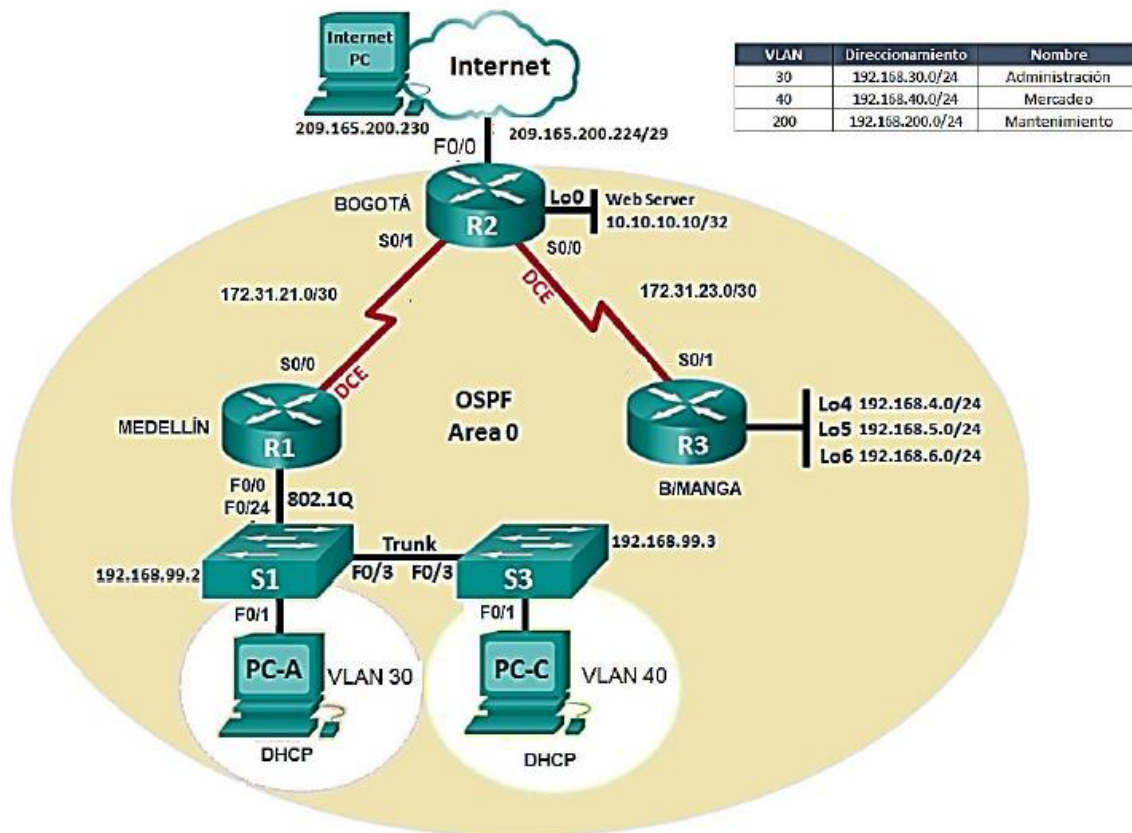 Internet
PC
Internet
209.165.200.230
209.165.200.224/29
F0/0
VLAN Direccionamiento Nombre
30 192.168.30.0/24 Administración
40 192.168.40.0/24 Mercadeo
200 192.168.200.0/24 Mantenimiento
BOGOTÁ
R2
Lo0
Web Server
10.10.10.10/32
S0/1
S0/0
DCE
172.31.21.0/30
172.31.23.0/30
S0/0
DCE
S0/1
MEDELLÍN
R1
OSPF
Area 0
R3
B/MANGA
Lo4 192.168.4.0/24
Lo5 192.168.5.0/24
Lo6 192.168.6.0/24
F0/0
F0/24
802.1Q
192.168.99.2
S1
Trunk
F0/3 F0/3
S3
192.168.99.3
F0/1
F0/1
PC-A
VLAN 30
DHCP
PC-C
VLAN 40
DHCP